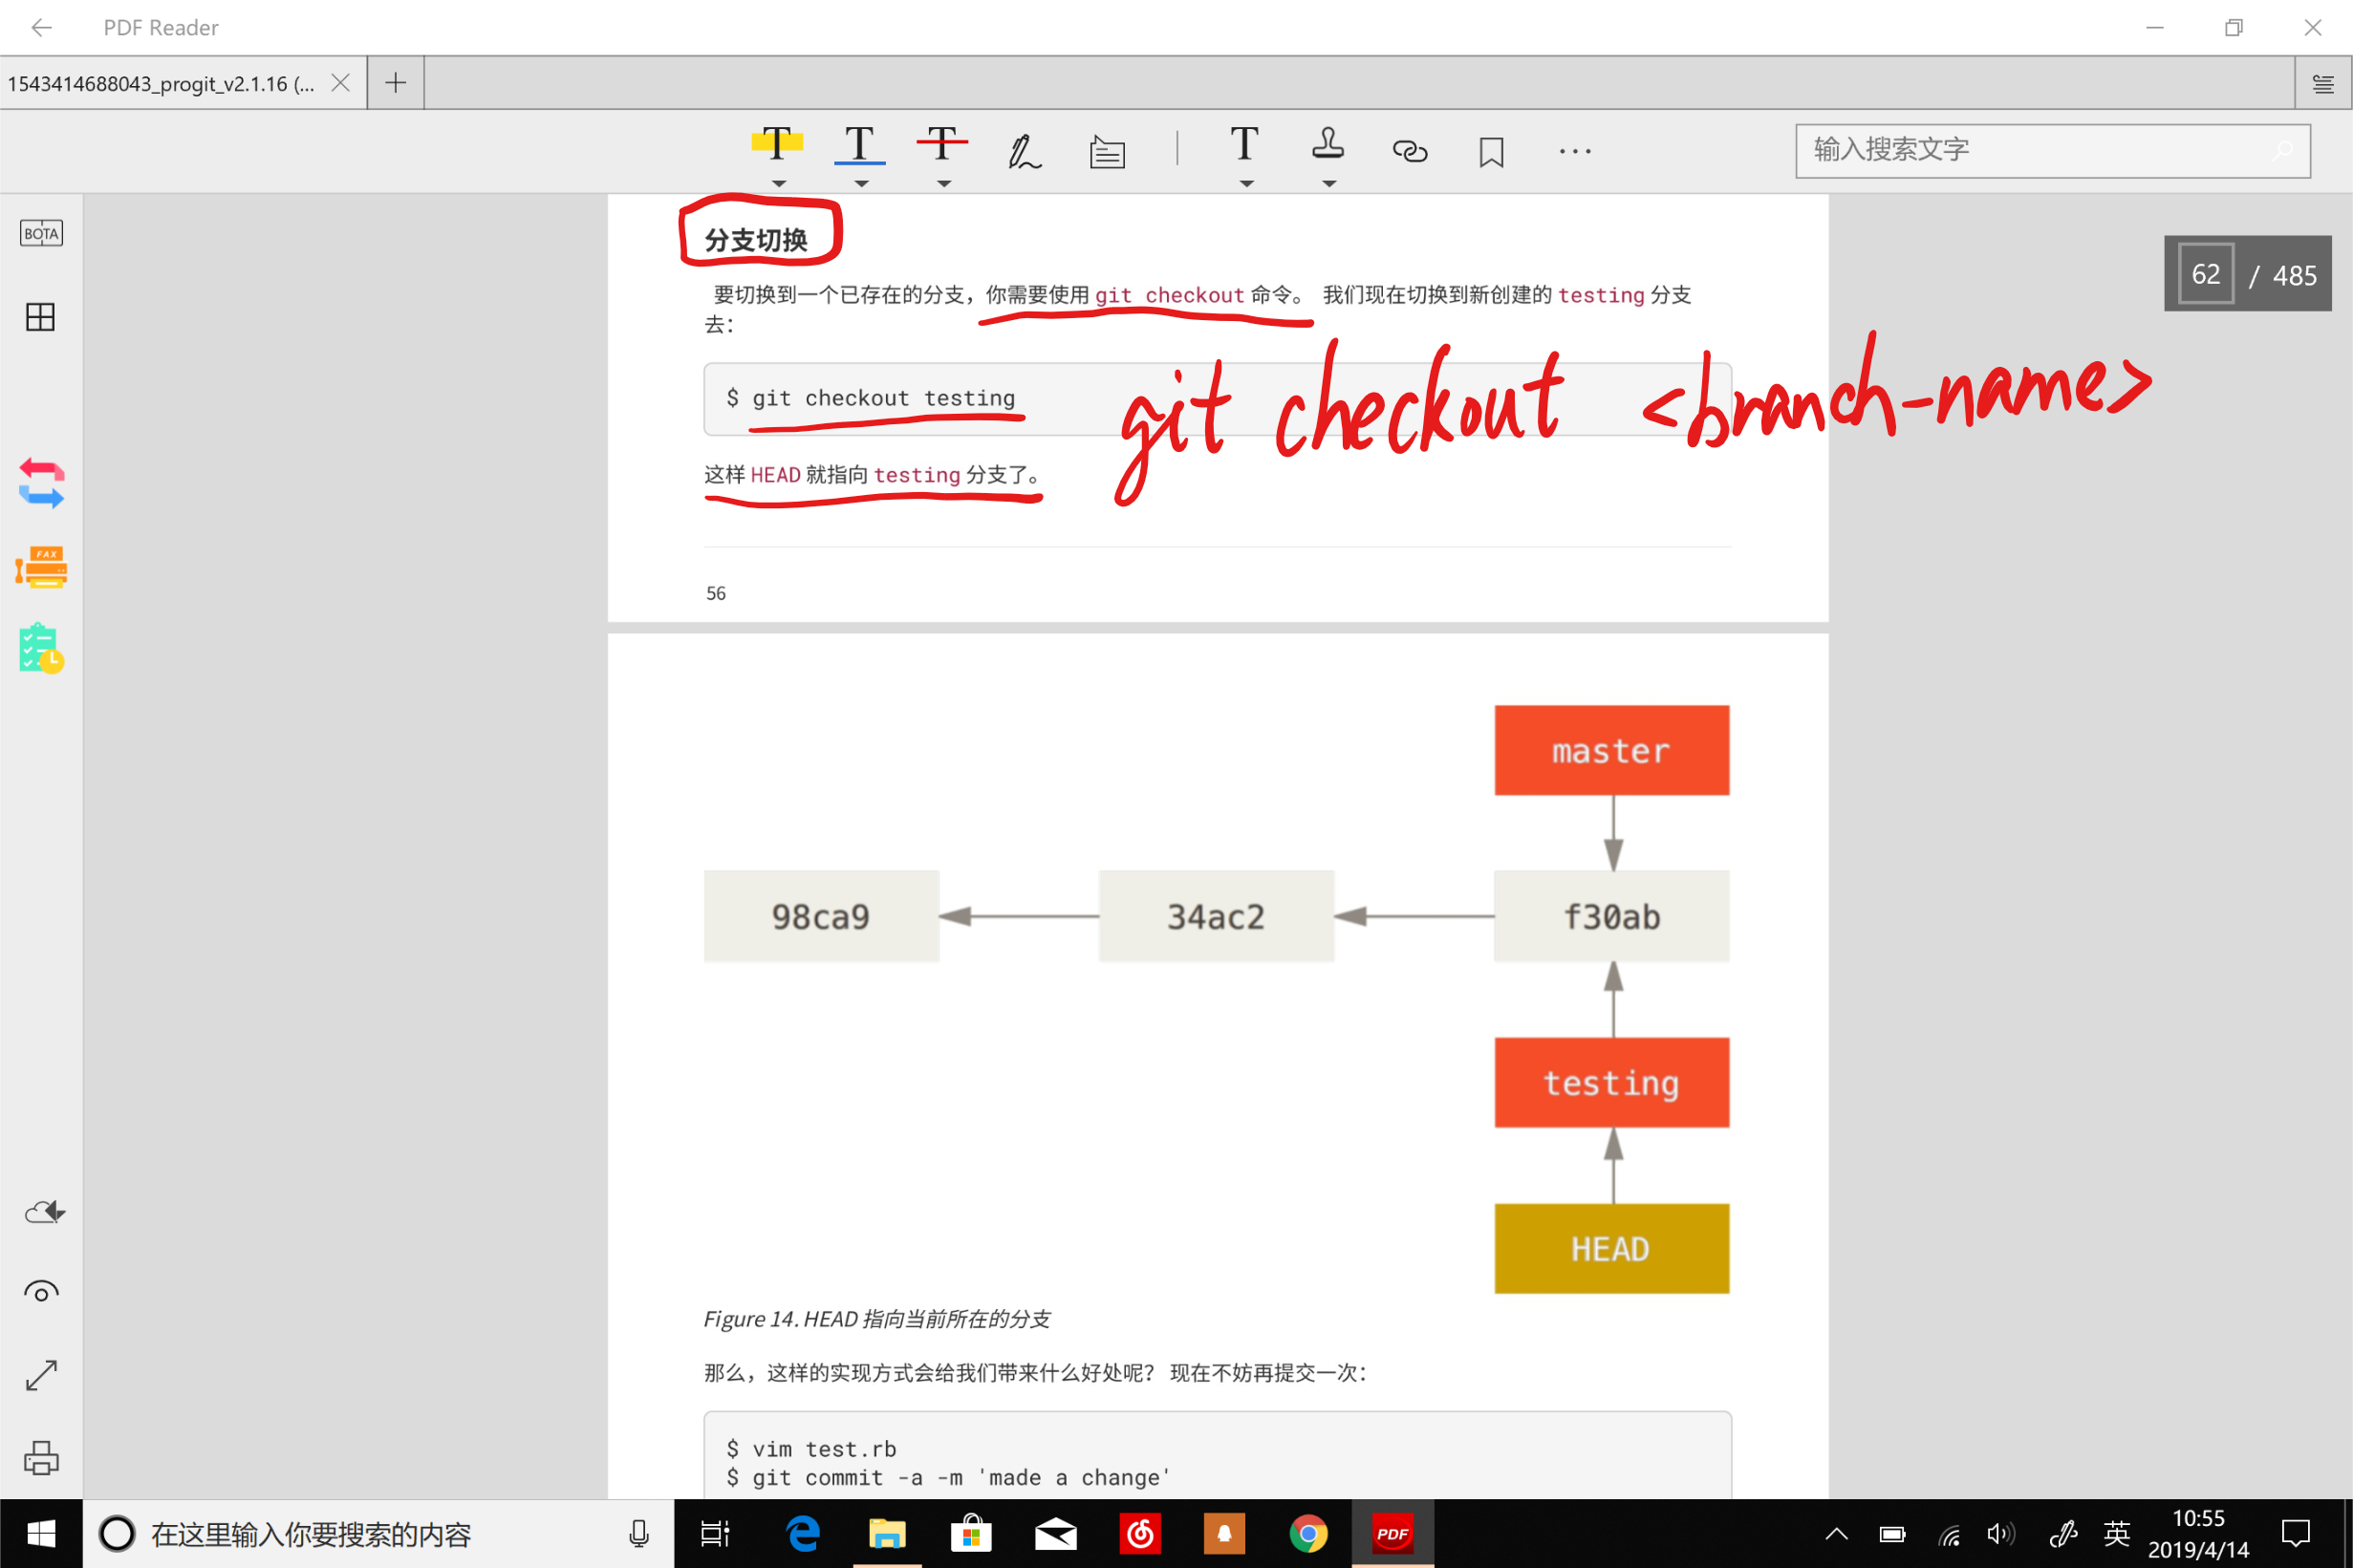 PDF Reader
1543414688043_progit_v2.1.16 (...
输入搜索文字
BOTA
62 / 485
分支切换
要切换到一个已存在的分支，你需要使用 git checkout 命令。 我们现在切换到新创建的 testing 分支
去：
$ git checkout testing
git checkout <branch-name>
这样 HEAD 就指向 testing 分支了。
56
FAX
master
98ca9
34ac2
f30ab
testing
HEAD
Figure 14. HEAD 指向当前所在的分支
那么，这样的实现方式会给我们带来什么好处呢？ 现在不妨再提交一次：
$ vim test.rb
$ git commit -a -m 'made a change'
在这里输入你要搜索的内容
PDF
英
10:55
2019/4/14